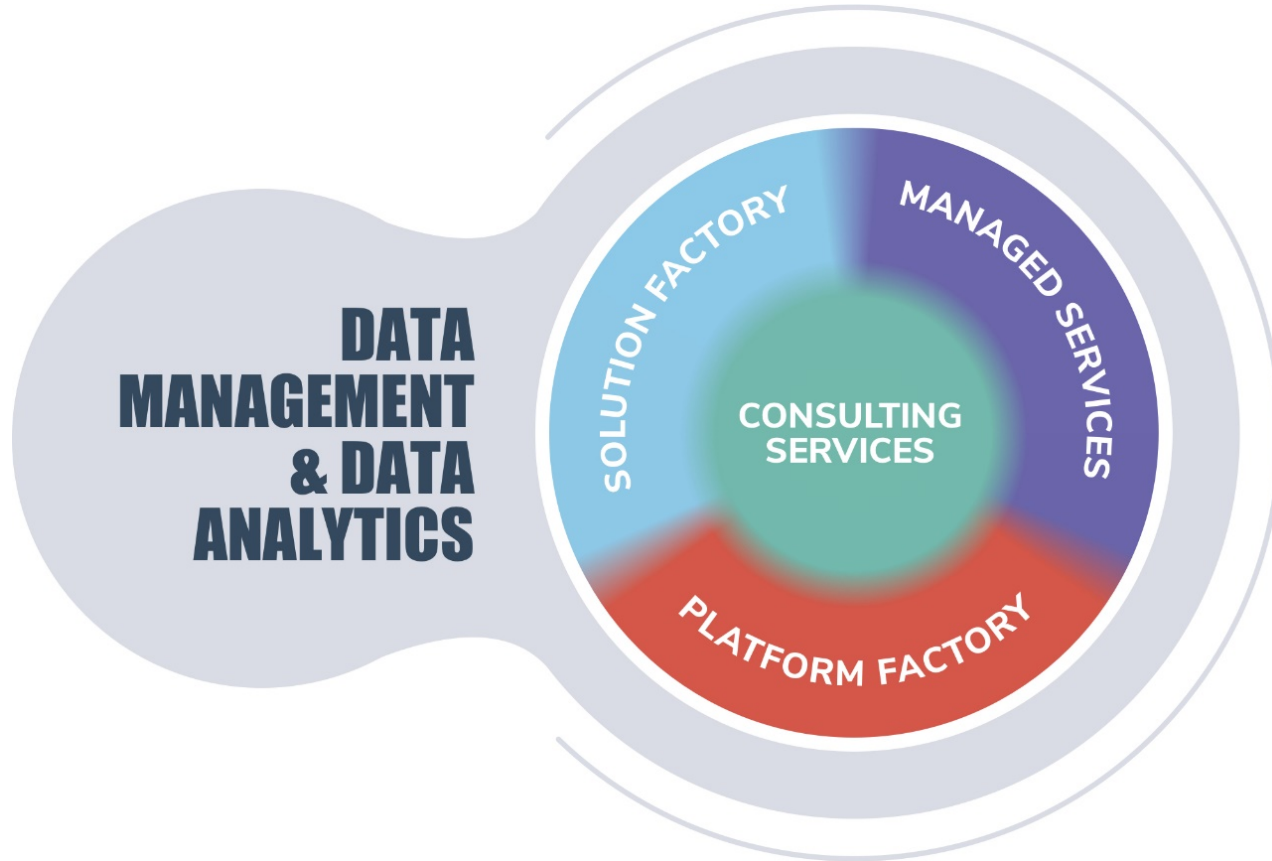 DATA
MANAGEMENT
& DATA
ANALYTICS
SOLUTION FACTORY
MANAGED SERVICES
CONSULTING
SERVICES
PLATFORM FACTORY